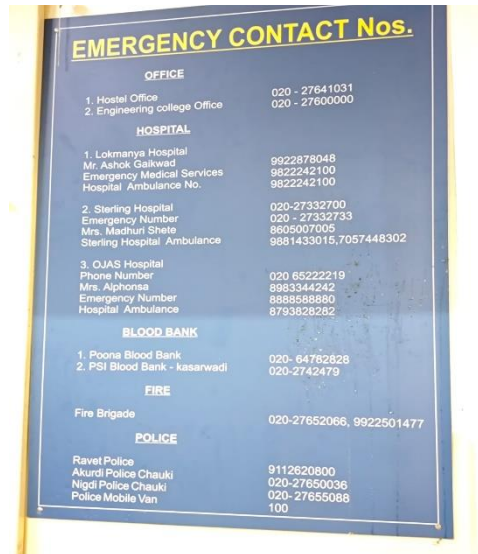 EMERGENCY CONTACT Nos.
OFFICE
1. Hostel Office 020 - 27641031
2. Engineering college Office 020 - 27600000
HOSPITAL
1. Lokmanya Hospital
Mr. Ashok Gaikwad 9922878048
Emergency Medical Services 9822242100
Hospital Ambulance No. 9822242100
2. Sterling Hospital 020-27332700
Emergency Number 020 - 27332733
Mrs. Madhuri Shete 8605007005
Sterling Hospital Ambulance 9881433015,7057448302
3. OJAS Hospital
Phone Number 020 65222219
Mrs. Alphonsa 8983344242
Emergency Number 8888588880
Hospital Ambulance 8793828282
BLOOD BANK
1. Poona Blood Bank 020- 64782828
2. PSI Blood Bank - kasarwadi 020-2742479
FIRE
Fire Brigade 020-27652066, 9922501477
POLICE
Ravet Police 9112620800
Akurdi Police Chauki 020-27650036
Nigdi Police Chauki 020- 27655088
Police Mobile Van 100